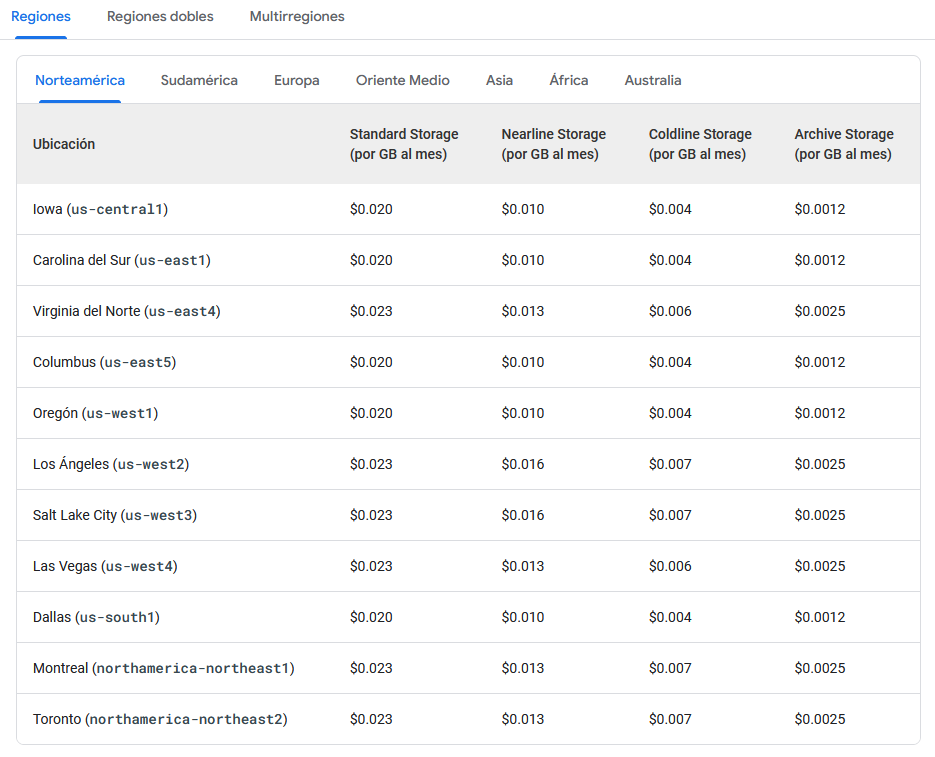 Regiones Regiones dobles Multirregiones
Norteamérica Sudamérica Europa Oriente Medio Asia África Australia
Ubicación Standard Storage (por GB al mes) Nearline Storage (por GB al mes) Coldline Storage (por GB al mes) Archive Storage (por GB al mes)
Iowa (us-central1) $0.020 $0.010 $0.004 $0.0012
Carolina del Sur (us-east1) $0.020 $0.010 $0.004 $0.0012
Virginia del Norte (us-east4) $0.023 $0.013 $0.006 $0.0025
Columbus (us-east5) $0.020 $0.010 $0.004 $0.0012
Oregón (us-west1) $0.020 $0.010 $0.004 $0.0012
Los Ángeles (us-west2) $0.023 $0.016 $0.007 $0.0025
Salt Lake City (us-west3) $0.023 $0.016 $0.007 $0.0025
Las Vegas (us-west4) $0.023 $0.013 $0.006 $0.0025
Dallas (us-south1) $0.020 $0.010 $0.004 $0.0012
Montreal (northamerica-northeast1) $0.023 $0.013 $0.007 $0.0025
Toronto (northamerica-northeast2) $0.023 $0.013 $0.007 $0.0025